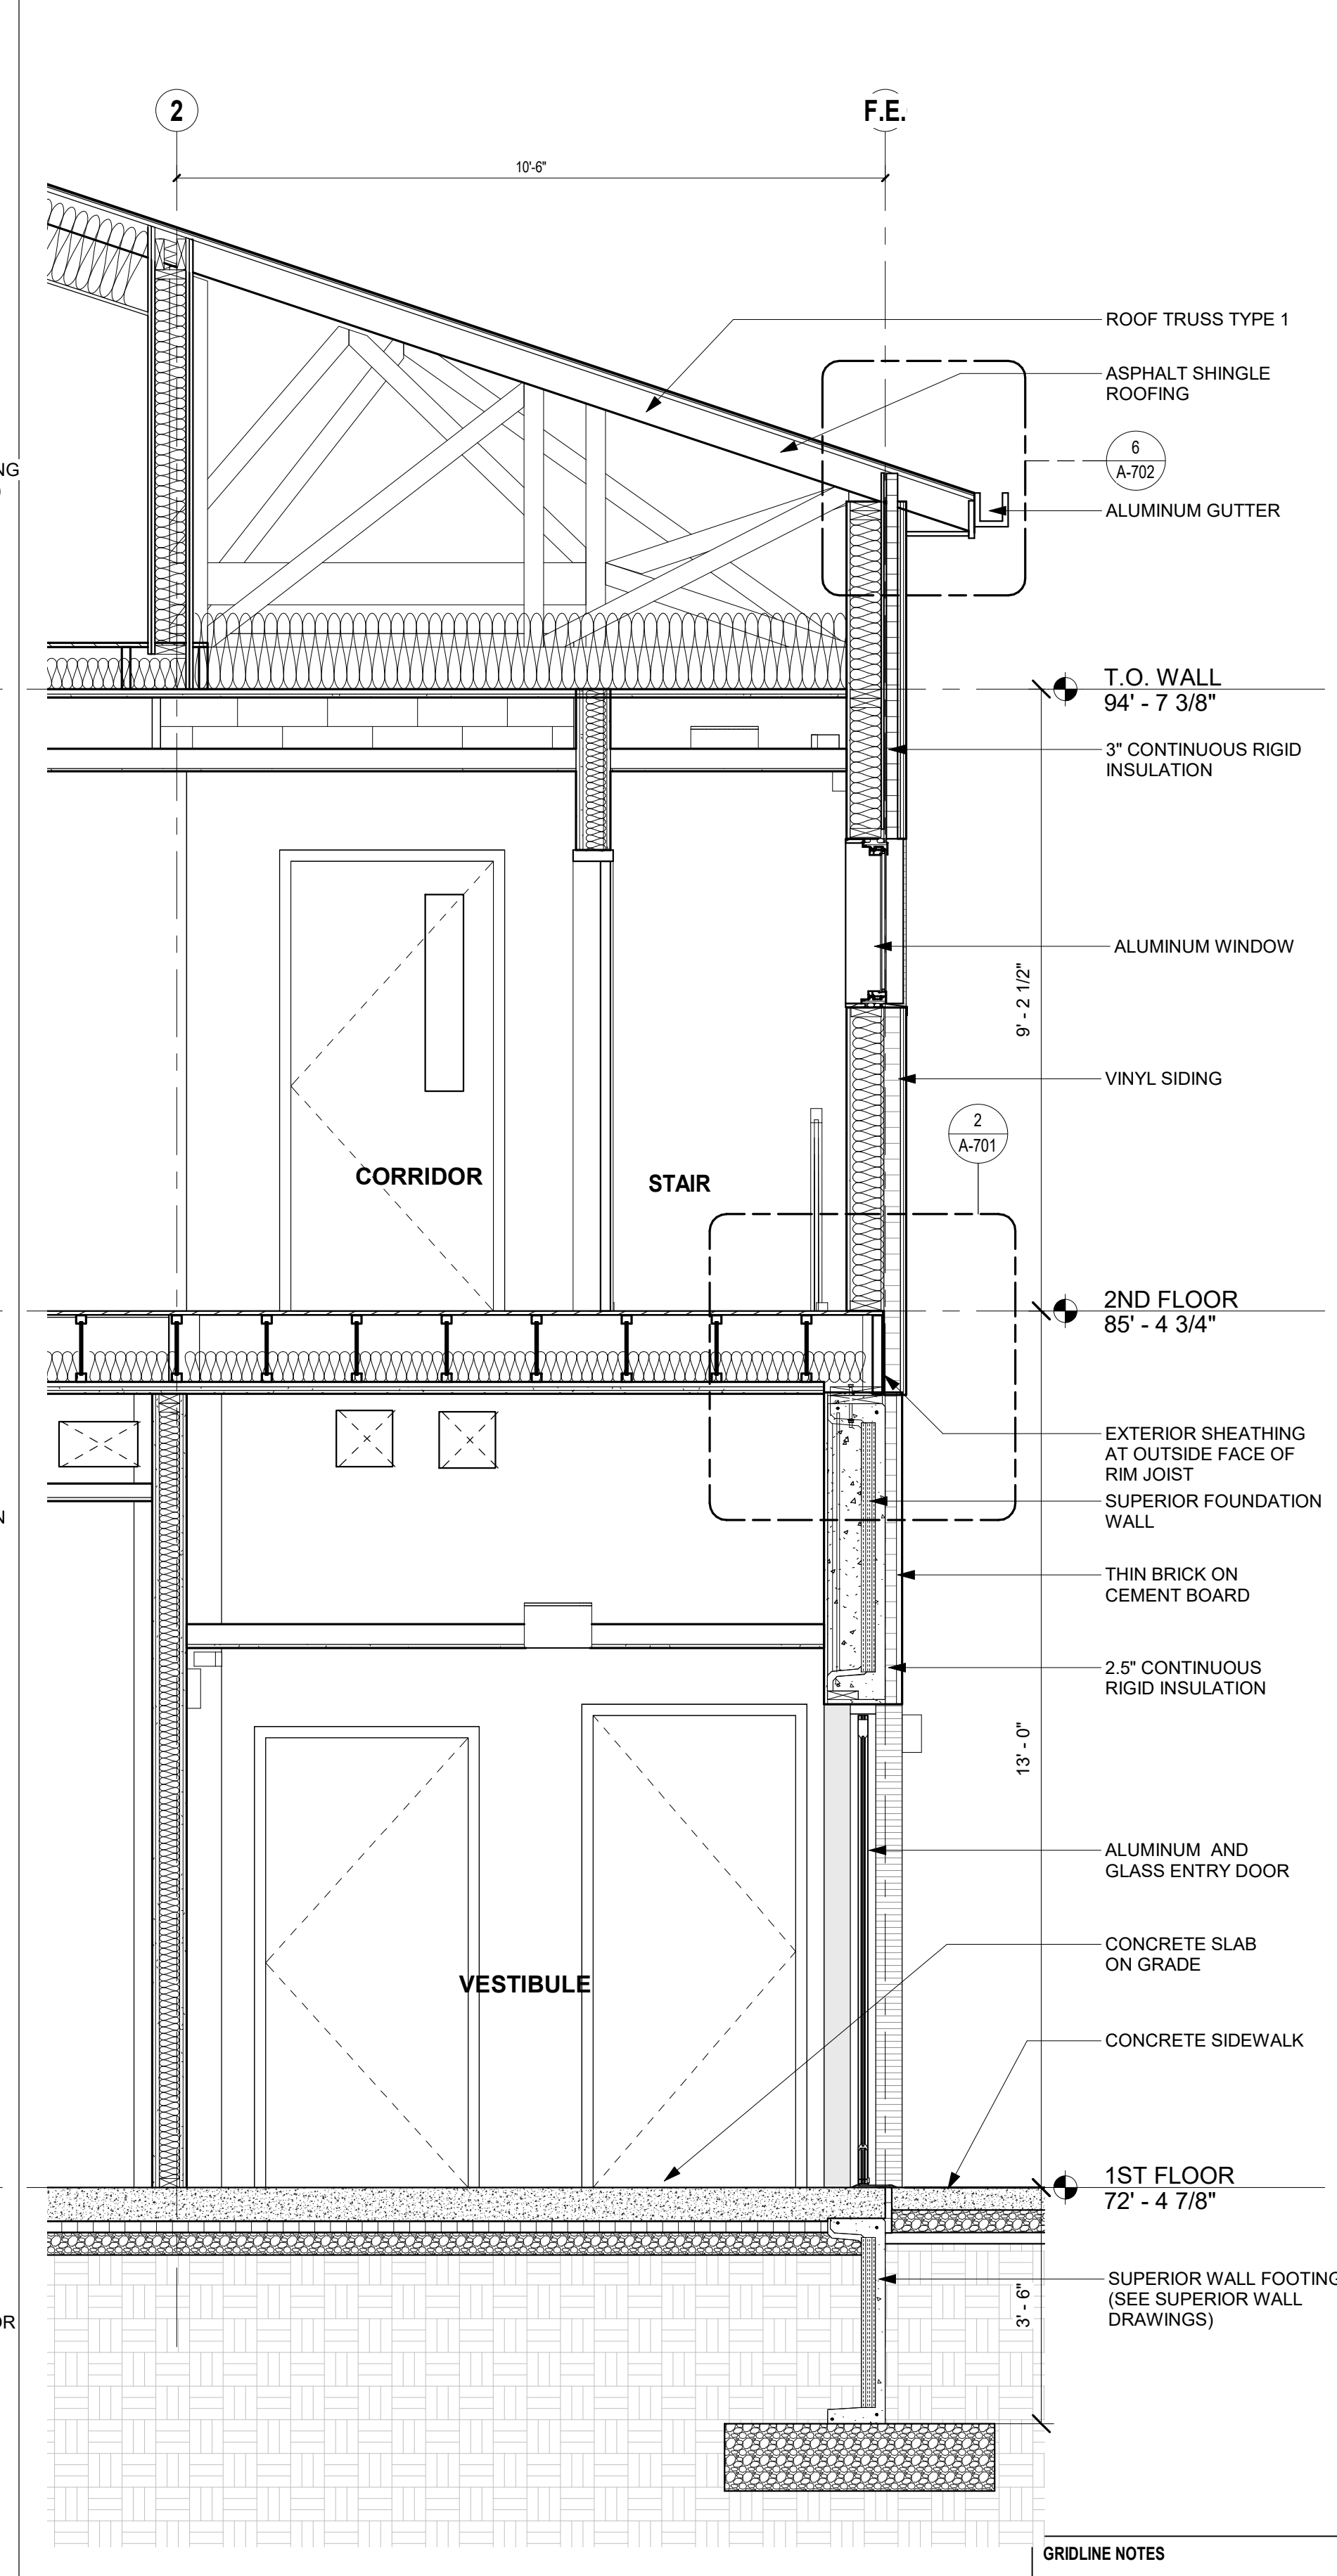 2
F.E.
10'-6"
ROOF TRUSS TYPE 1
ASPHALT SHINGLE
ROOFING
6
A-702
NG
ALUMINUM GUTTER
T.O. WALL
94' - 7 3/8"
3" CONTINUOUS RIGID
INSULATION
ALUMINUM WINDOW
9' - 2 1/2"
VINYL SIDING
2
A-701
CORRIDOR
STAIR
2ND FLOOR
85' - 4 3/4"
EXTERIOR SHEATHING
AT OUTSIDE FACE OF
RIM JOIST
SUPERIOR FOUNDATION
WALL
N
THIN BRICK ON
CEMENT BOARD
2.5" CONTINUOUS
RIGID INSULATION
13' - 0"
ALUMINUM AND
GLASS ENTRY DOOR
CONCRETE SLAB
ON GRADE
VESTIBULE
CONCRETE SIDEWALK
1ST FLOOR
72' - 4 7/8"
SUPERIOR WALL FOOTING
(SEE SUPERIOR WALL
DRAWINGS)
3' - 6"
OR
GRIDLINE NOTES